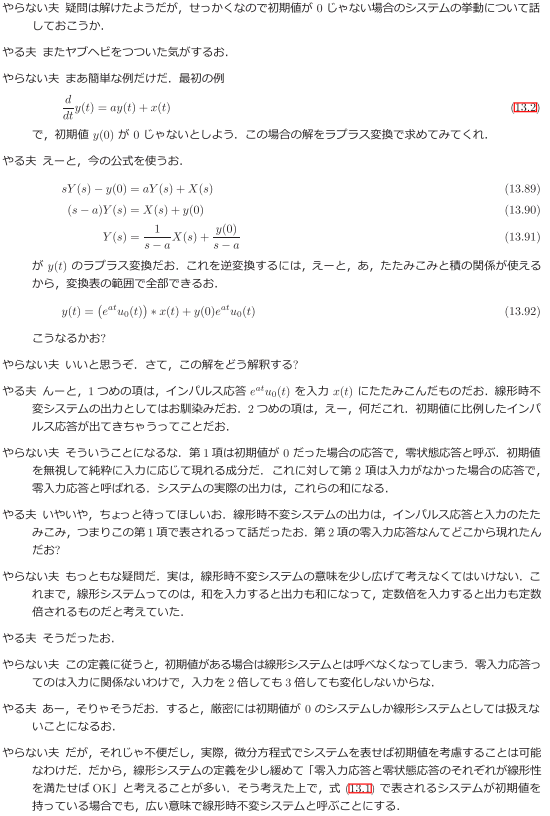 やらない夫 疑問は解けたようだが，せっかくなので初期値が 0 じゃない場合のシステムの挙動について話
しておこうか．
やる夫 またヤブヘビをつついた気がするお．
やらない夫 まあ簡単な例だけだ．最初の例
d/dt y(t) = ay(t) + x(t) (13.2)
で，初期値 y(0) が 0 じゃないとしよう．この場合の解をラプラス変換で求めてみてくれ．
やる夫 えーと，今の公式を使うお．
sY(s) − y(0) = aY(s) + X(s) (13.89)
(s − a)Y(s) = X(s) + y(0) (13.90)
Y(s) = 1/(s − a) X(s) + y(0)/(s − a) (13.91)
が y(t) のラプラス変換だお．これを逆変換するには，えーと，あ，たたみこみと積の関係が使える
から，変換表の範囲で全部できるお．
y(t) = (e^{at}u_0(t)) ∗ x(t) + y(0)e^{at}u_0(t) (13.92)
こうなるかお?
やらない夫 いいと思うぞ．さて，この解をどう解釈する?
やる夫 んーと，1 つめの項は，インパルス応答 e^{at}u_0(t) を入力 x(t) にたたみこんだものだお．線形時不
変システムの出力としてはお馴染みだお．2 つめの項は，えー，何だこれ．初期値に比例したインパ
ルス応答が出てきちゃうってことだお．
やらない夫 そういうことになるな．第 1 項は初期値が 0 だった場合の応答で，零状態応答と呼ぶ．初期値
を無視して純粋に入力に応じて現れる成分だ．これに対して第 2 項は入力がなかった場合の応答で，
零入力応答と呼ばれる．システムの実際の出力は，これらの和になる．
やる夫 いやいや，ちょっと待ってほしいお．線形時不変システムの出力は，インパルス応答と入力のたた
みこみ，つまりこの第 1 項で表されるって話だったお．第 2 項の零入力応答なんてどこから現れたん
だお?
やらない夫 もっともな疑問だ．実は，線形時不変システムの意味を少し広げて考えなくてはいけない．こ
れまで，線形システムってのは，和を入力すると出力も和になって，定数倍を入力すると出力も定数
倍されるものだと考えていた．
やる夫 そうだったお．
やらない夫 この定義に従うと，初期値がある場合は線形システムとは呼べなくなってしまう．零入力応答っ
てのは入力に関係ないわけで，入力を 2 倍しても 3 倍しても変化しないからな．
やる夫 あー，そりゃそうだお．すると，厳密には初期値が 0 のシステムしか線形システムとしては扱えな
いことになるお．
やらない夫 だが，それじゃ不便だし，実際，微分方程式でシステムを表せば初期値を考慮することは可能
なわけだ．だから，線形システムの定義を少し緩めて「零入力応答と零状態応答のそれぞれが線形性
を満たせば OK」と考えることが多い．そう考えた上で，式 (13.1) で表されるシステムが初期値を
持っている場合でも，広い意味で線形時不変システムと呼ぶことにする．